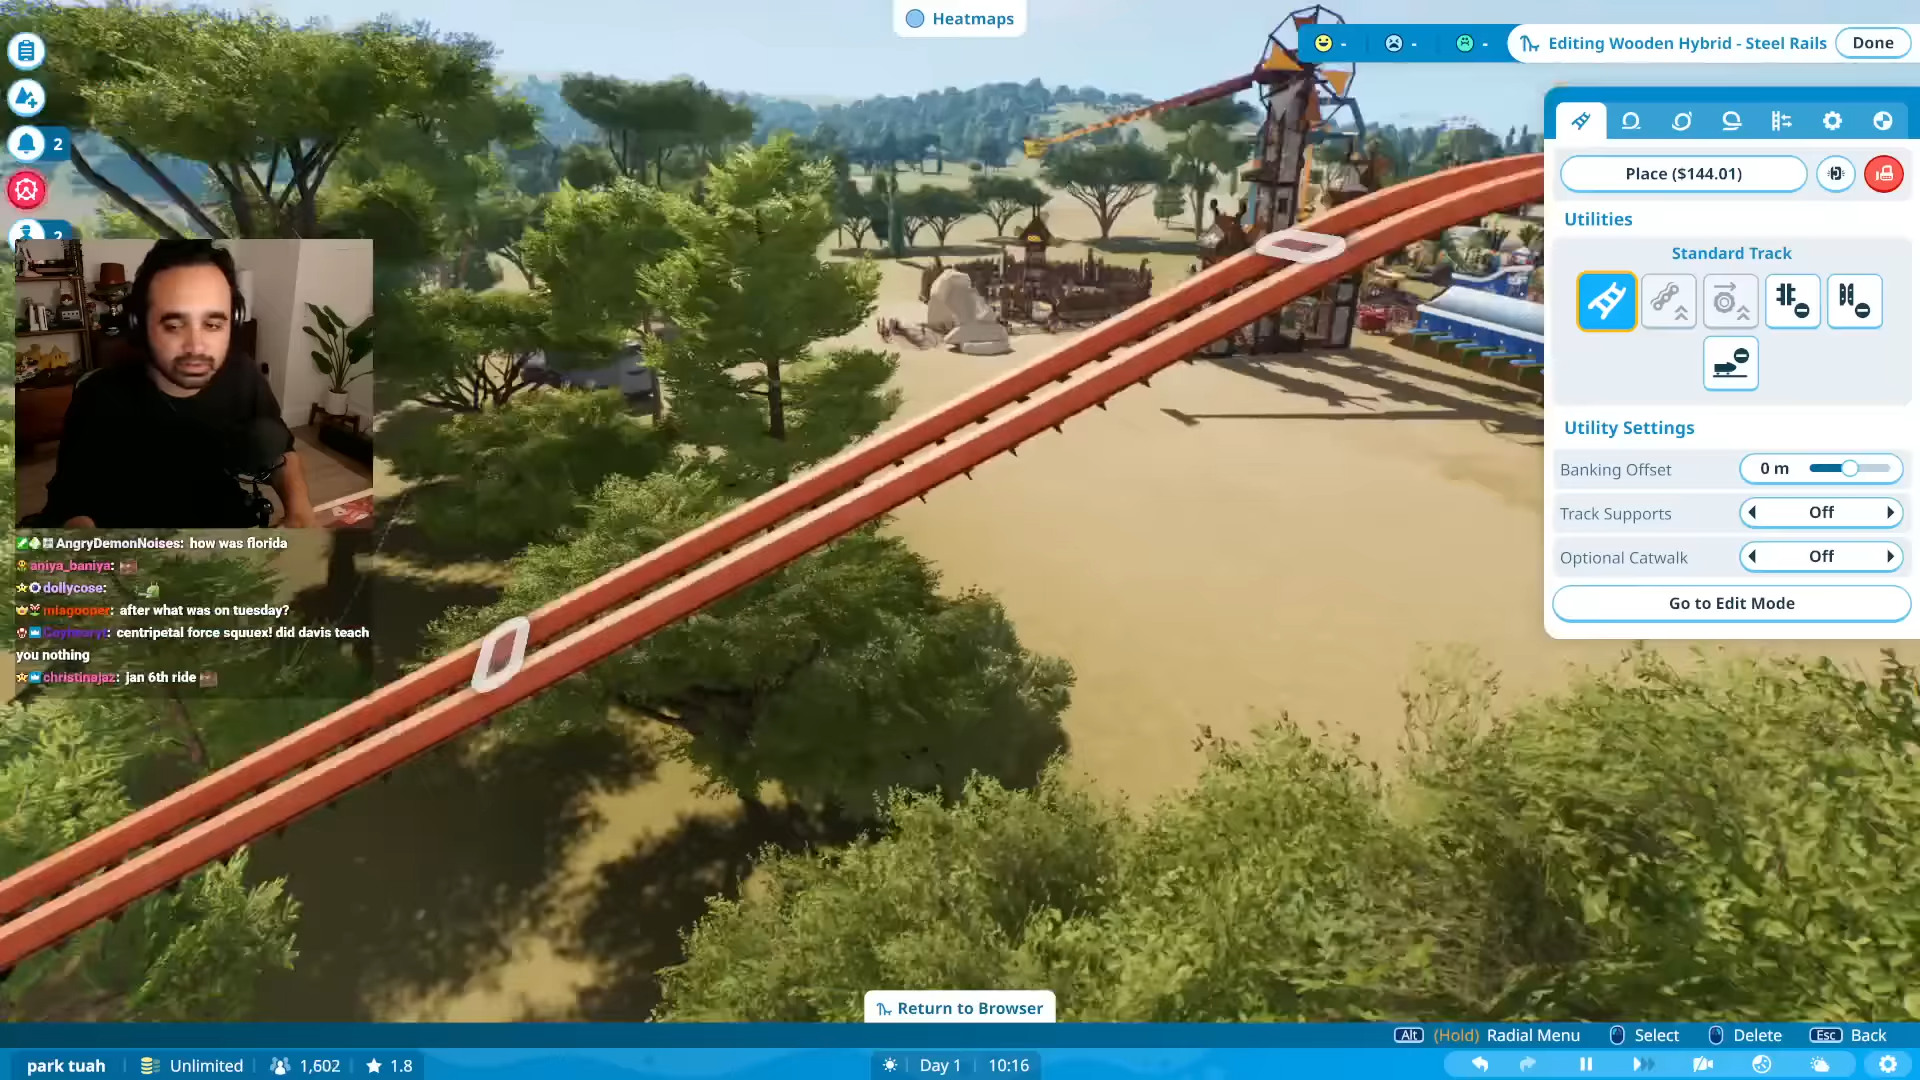 Heatmaps
- - -
Editing Wooden Hybrid - Steel Rails
Done
2
2
Place ($144.01)
Utilities
Standard Track
Utility Settings
Banking Offset
0 m
Track Supports
Off
Optional Catwalk
Off
Go to Edit Mode
AngryDemonNoises: how was florida
aniya_baniya:
dollycose:
miagooner: after what was on tuesday?
centripetal force squuex! did davis teach
you nothing
christinajaz: jan 6th ride
Return to Browser
Alt (Hold) Radial Menu Select Delete Esc Back
park tuah Unlimited 1,602 1.8 Day 1 10:16